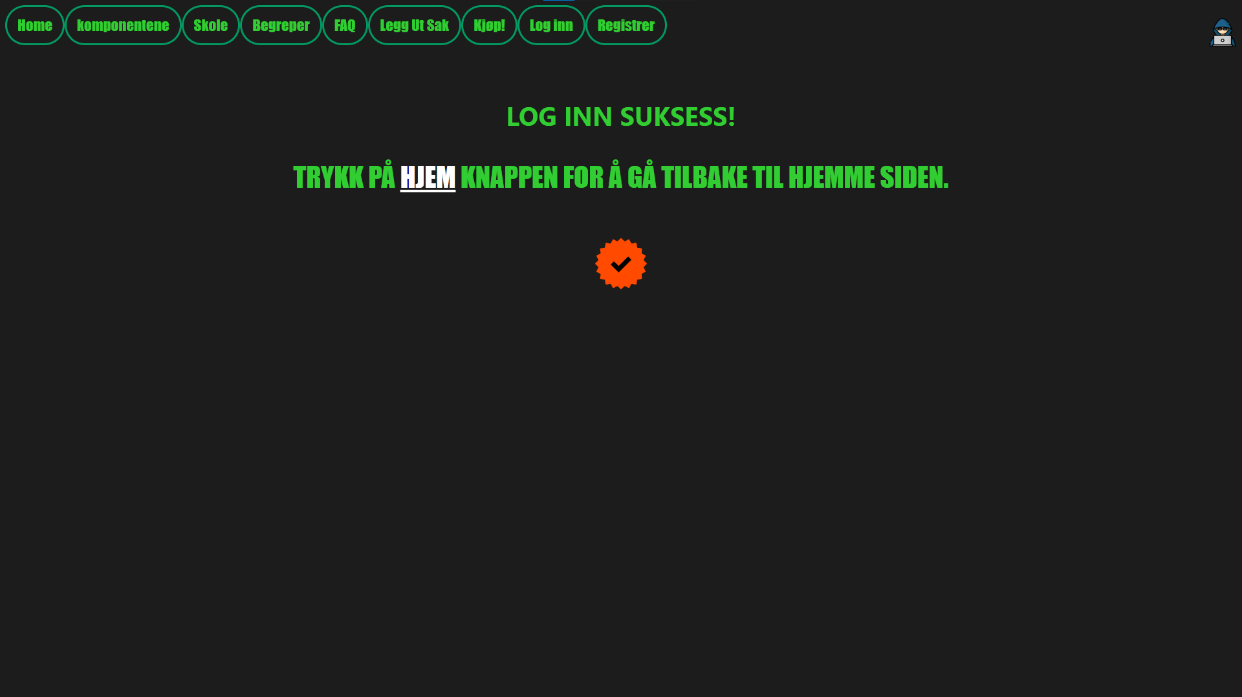 Home komponentene Skole Begreper FAQ Legg Ut Sak Kjøp! Log inn Registrer
LOG INN SUKSESS!
TRYKK PÅ HJEM KNAPPEN FOR Å GÅ TILBAKE TIL HJEMME SIDEN.